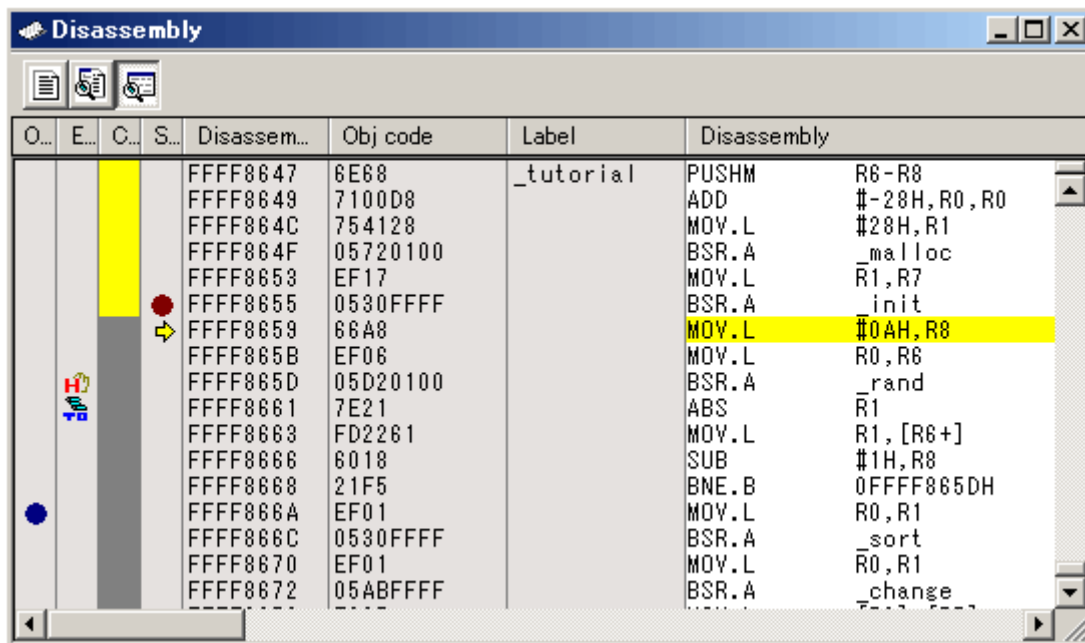 Disassembly
O... E... C... S... Disassem... Obj code Label Disassembly
FFFF8647 6E68 _tutorial PUSHM R6-R8
FFFF8649 7100D8 ADD #-28H,R0,R0
FFFF864C 754128 MOV.L #28H,R1
FFFF864F 05720100 BSR.A _malloc
FFFF8653 EF17 MOV.L R1,R7
FFFF8655 0530FFFF BSR.A _init
FFFF8659 66A8 MOV.L #0AH,R8
FFFF865B EF06 MOV.L R0,R6
H FFFF865D 05D20100 BSR.A _rand
FFFF8661 7E21 ABS R1
FFFF8663 FD2261 MOV.L R1,[R6+]
FFFF8666 6018 SUB #1H,R8
FFFF8668 21F5 BNE.B 0FFFF865DH
FFFF866A EF01 MOV.L R0,R1
FFFF866C 0530FFFF BSR.A _sort
FFFF8670 EF01 MOV.L R0,R1
FFFF8672 05ABFFFF BSR.A _change